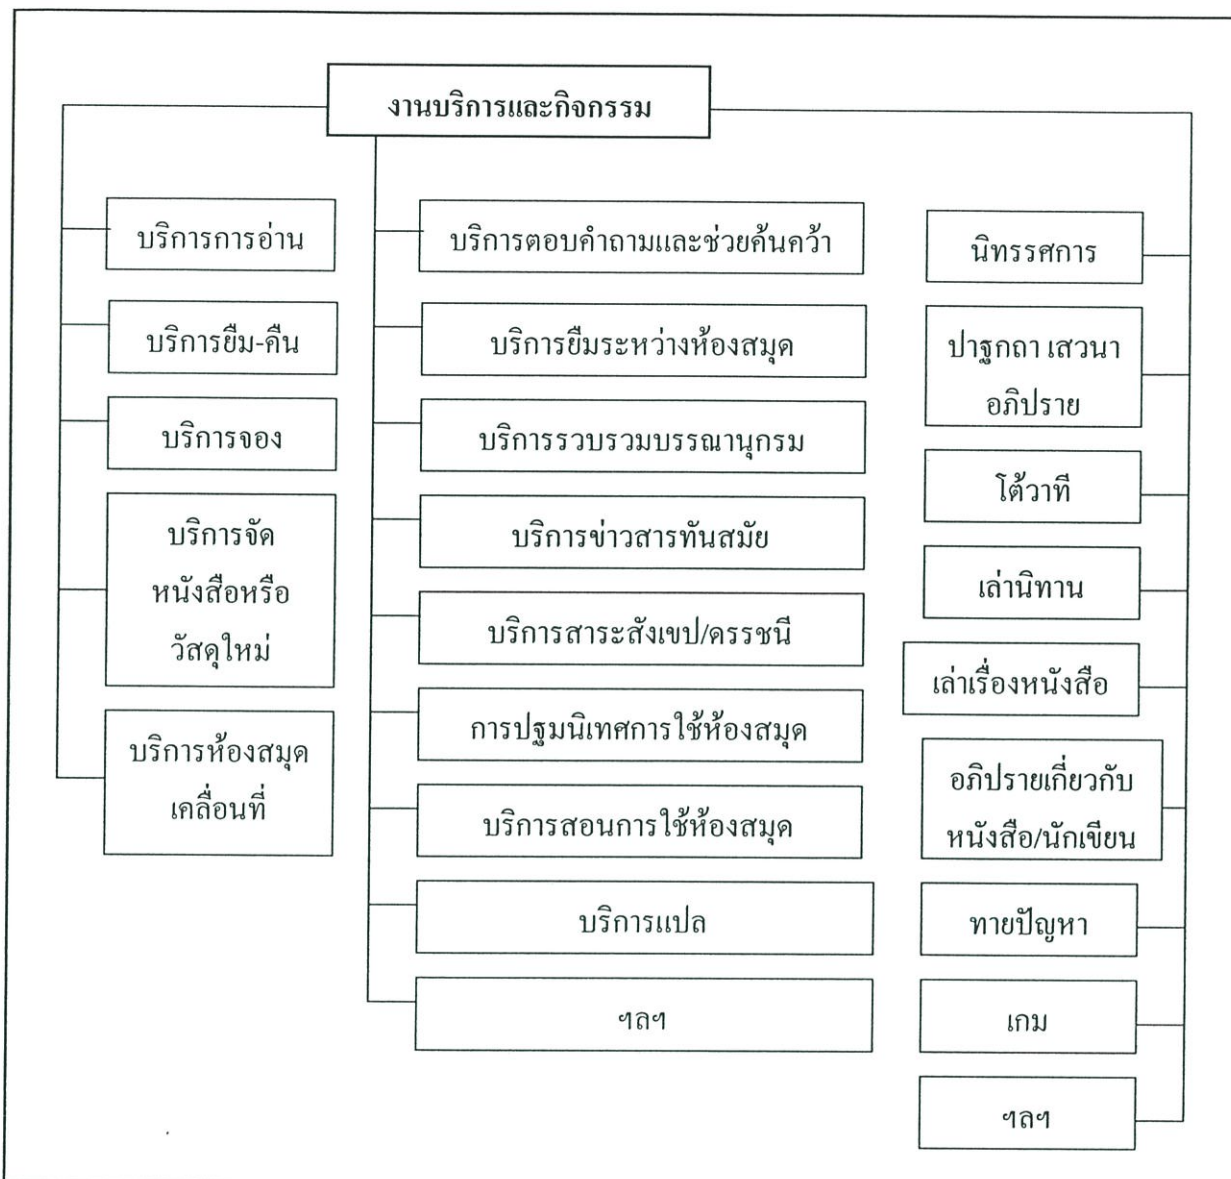 งานบริการและกิจกรรม
บริการการอ่าน
บริการยืม-คืน
บริการจอง
บริการจัด
หนังสือหรือ
วัสดุใหม่
บริการห้องสมุด
เคลื่อนที่
บริการตอบคำถามและช่วยค้นคว้า
บริการยืมระหว่างห้องสมุด
บริการรวบรวมบรรณานุกรม
บริการข่าวสารทันสมัย
บริการสาระสังเขป/ดรรชนี
การปฐมนิเทศการใช้ห้องสมุด
บริการสอนการใช้ห้องสมุด
บริการแปล
ฯลฯ
นิทรรศการ
ปาฐกถา เสวนา
อภิปราย
โต้วาที
เล่านิทาน
เล่าเรื่องหนังสือ
อภิปรายเกี่ยวกับ
หนังสือ/นักเขียน
ทายปัญหา
เกม
ฯลฯ